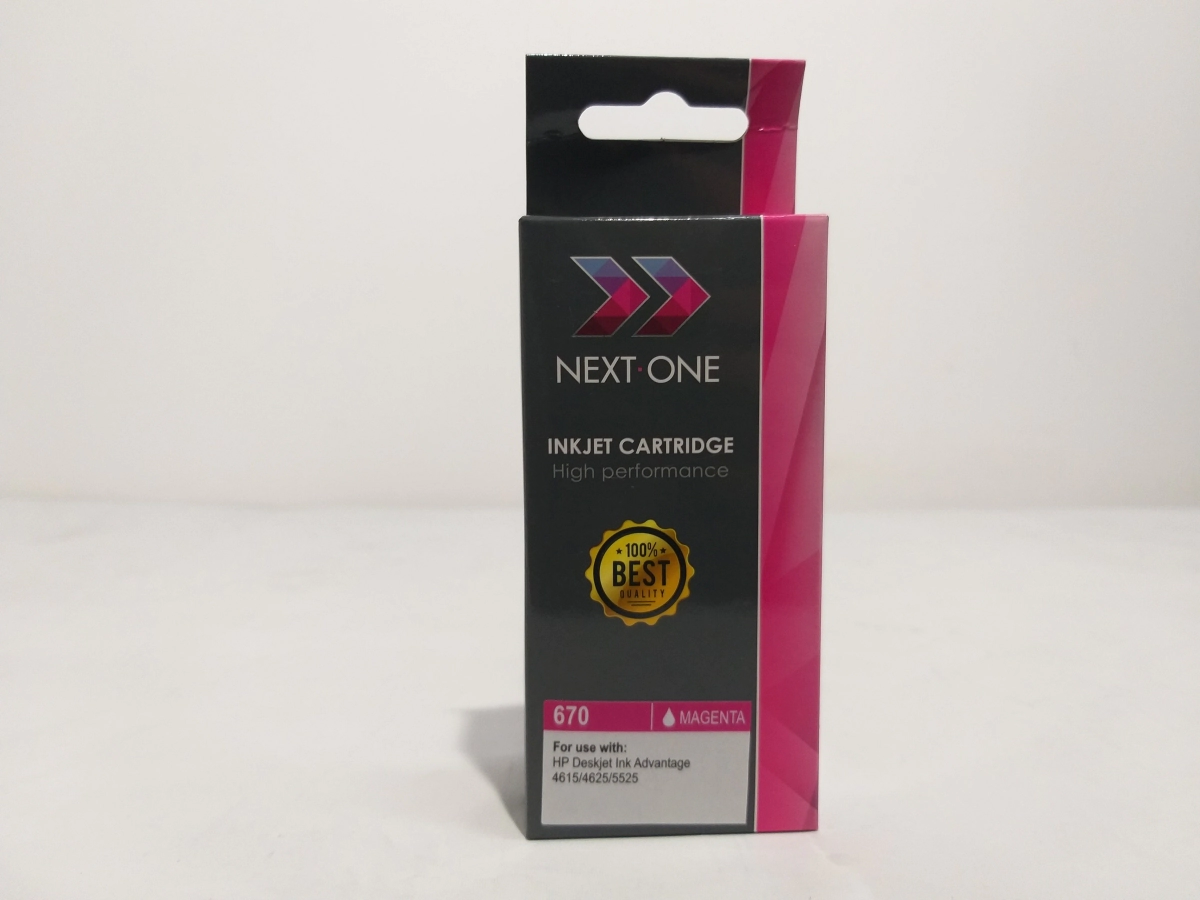 NEXT·ONE
INKJET CARTRIDGE
High performance
100%
BEST
QUALITY
670 MAGENTA
For use with:
HP Deskjet Ink Advantage
4615/4625/5525